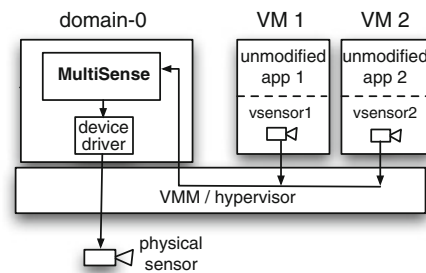 domain-0
VM 1
VM 2
MultiSense
device
driver
unmodified
app 1
vsensor1
unmodified
app 2
vsensor2
VMM / hypervisor
physical
sensor